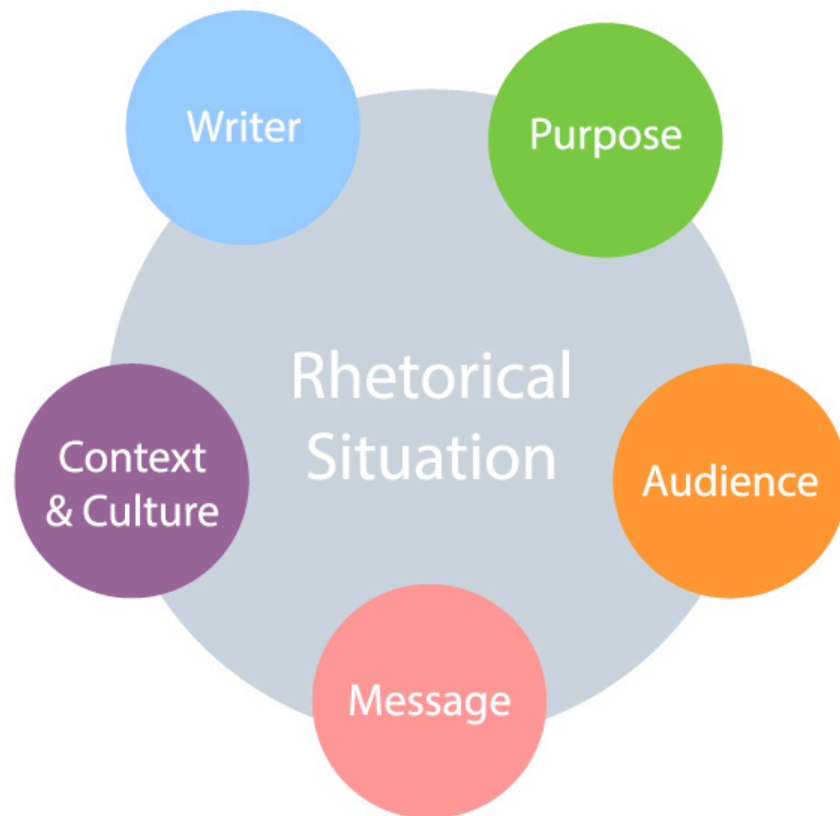 Writer
Purpose
Rhetorical
Situation
Context
& Culture
Audience
Message